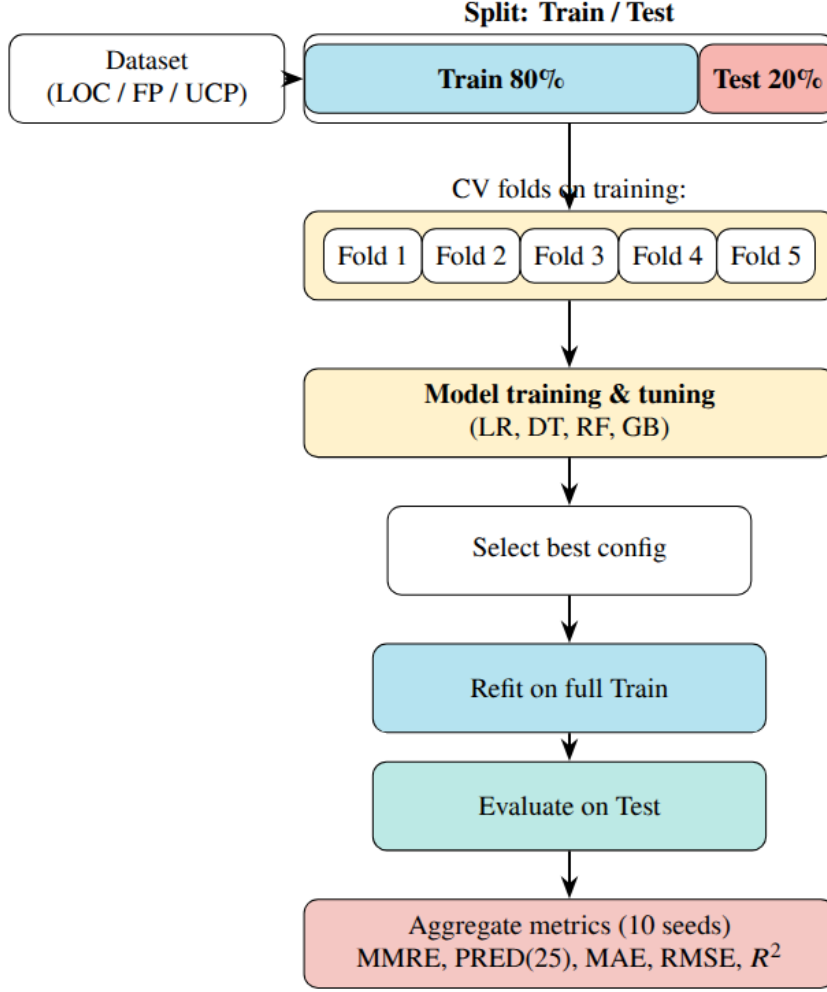 Split: Train / Test
Dataset
(LOC / FP / UCP)
Train 80%
Test 20%
CV folds on training:
Fold 1
Fold 2
Fold 3
Fold 4
Fold 5
Model training & tuning
(LR, DT, RF, GB)
Select best config
Refit on full Train
Evaluate on Test
Aggregate metrics (10 seeds)
MMRE, PRED(25), MAE, RMSE, R²